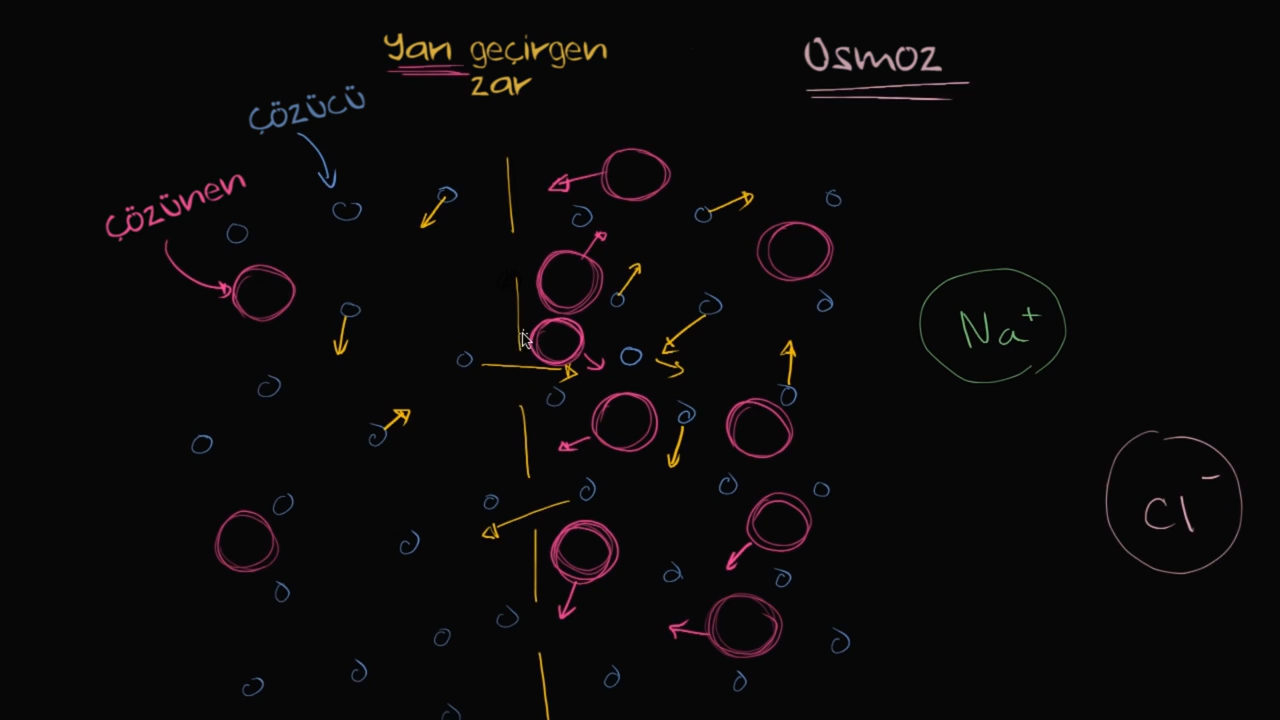 Yarı geçirgen
zar
Osmoz
çözücü
çözünen
Na+
Cl-